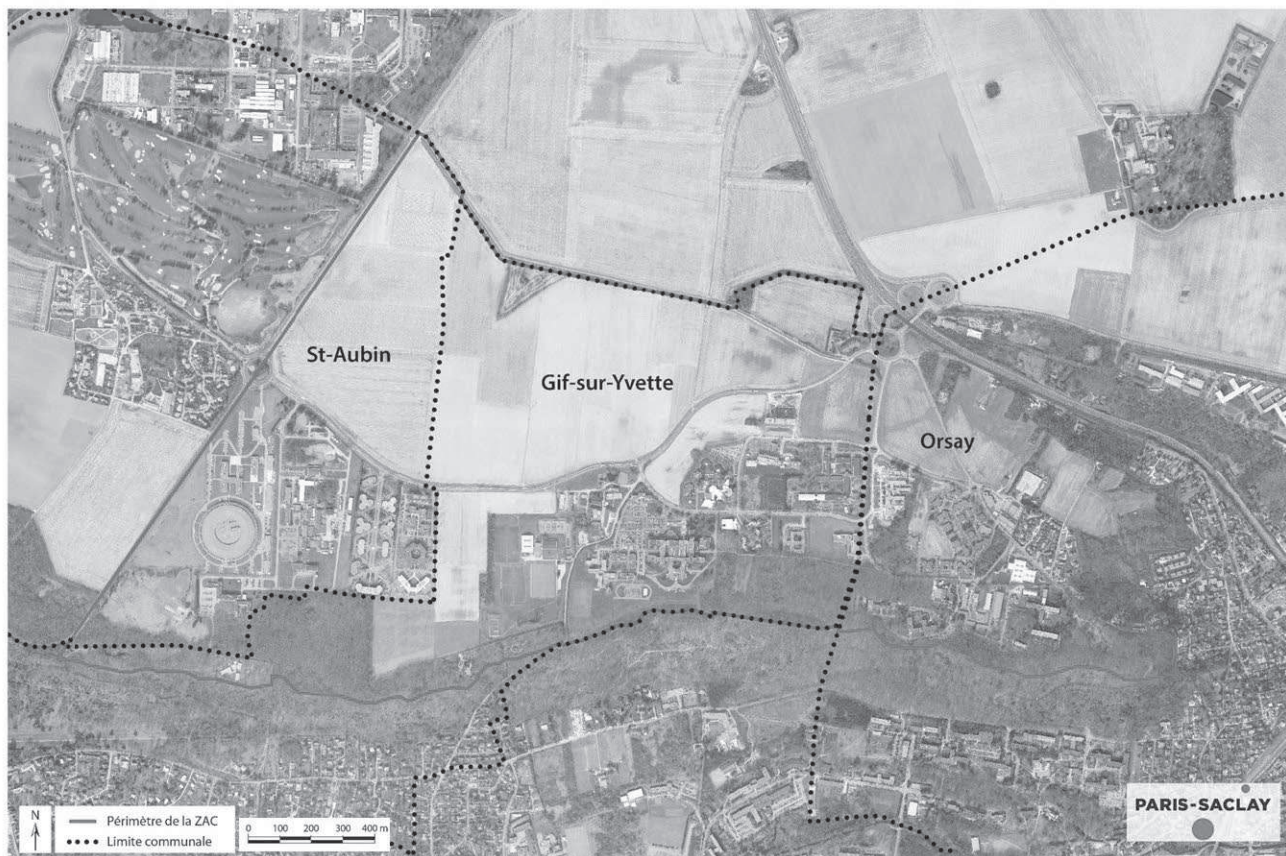 St-Aubin
Gif-sur-Yvette
Orsay
N
Périmètre de la ZAC
Limite communale
0 100 200 300 400 m
PARIS-SACLAY